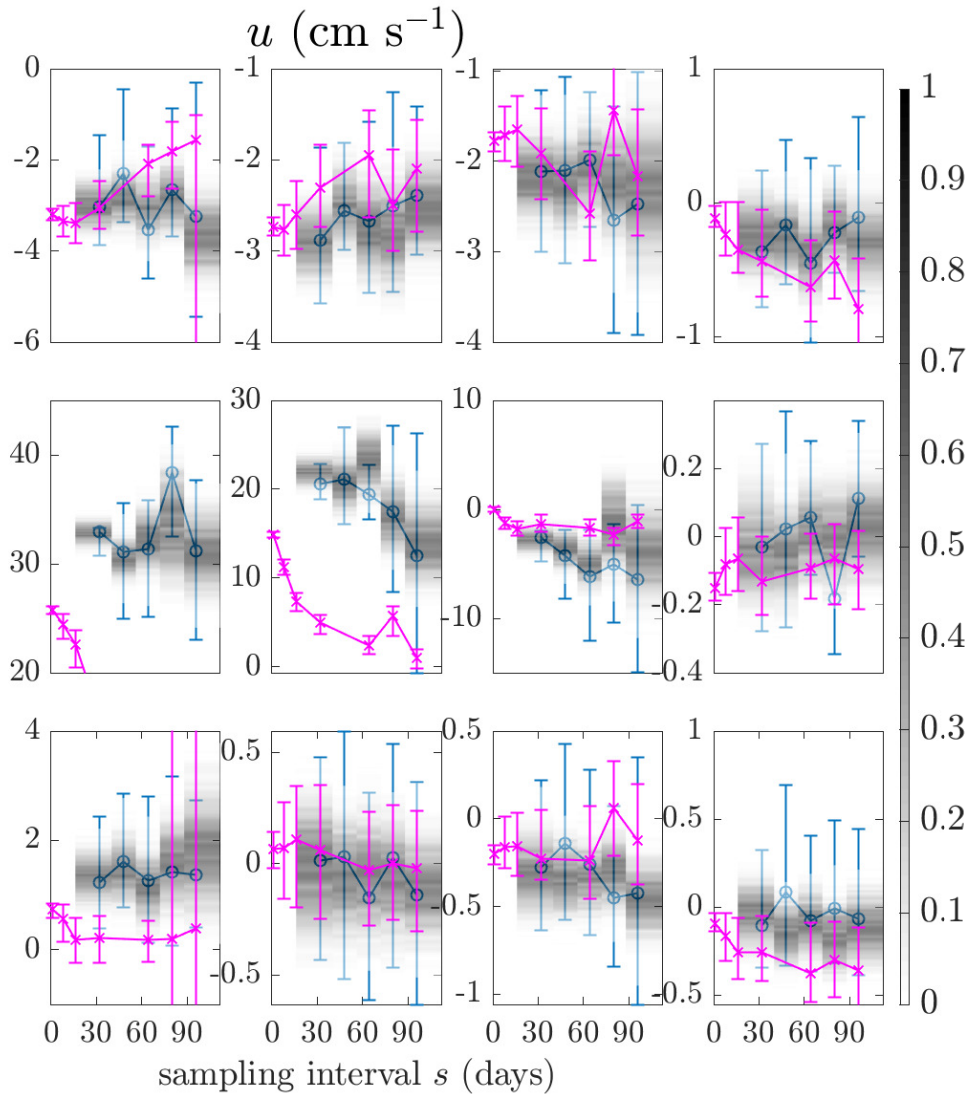 u (cm s⁻¹)
0 -1 -1 1 1
-2 -2 -2 0 0.9
-4 -3 -3 -1 0.8
-6 -4 -4 0.7
40 30 10 0.2 0.6
30 20 0 0 0.5
20 10 -10 -0.2 0.4
0 -0.4
4 0.5 0.5 1 0.3
2 0 0 0.5 0.2
0 -0.5 -0.5 0 0.1
-1 -0.5 0
0 30 60 90 0 30 60 90 0 30 60 90 0 30 60 90
sampling interval s (days)